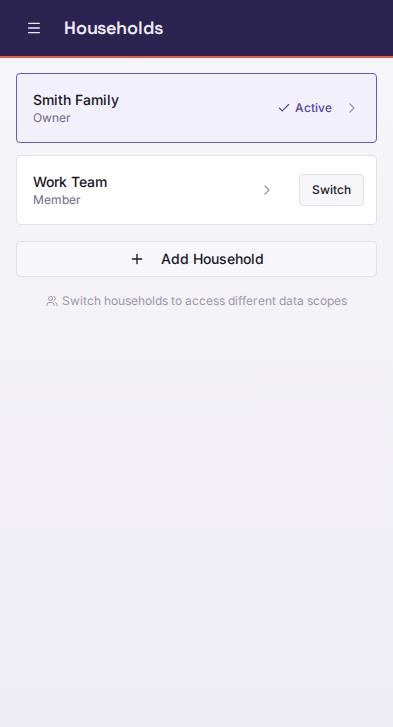 Households
Smith Family
Owner
Active
Work Team
Member
Switch
Add Household
Switch households to access different data scopes